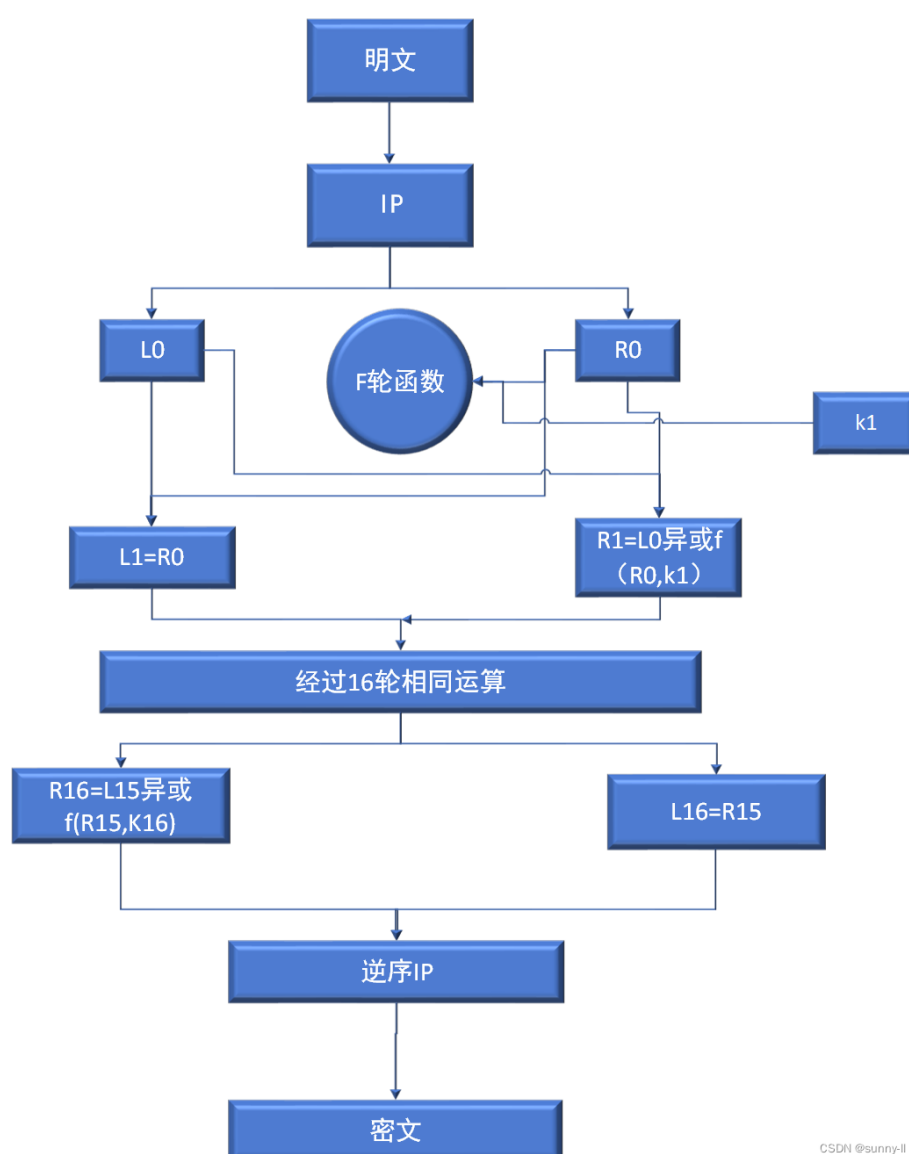 明文
IP
L0
F轮函数
R0
k1
L1=R0
R1=L0异或f
（R0,k1）
经过16轮相同运算
R16=L15异或
f(R15,K16)
L16=R15
逆序IP
密文
CSDN @sunny-ll